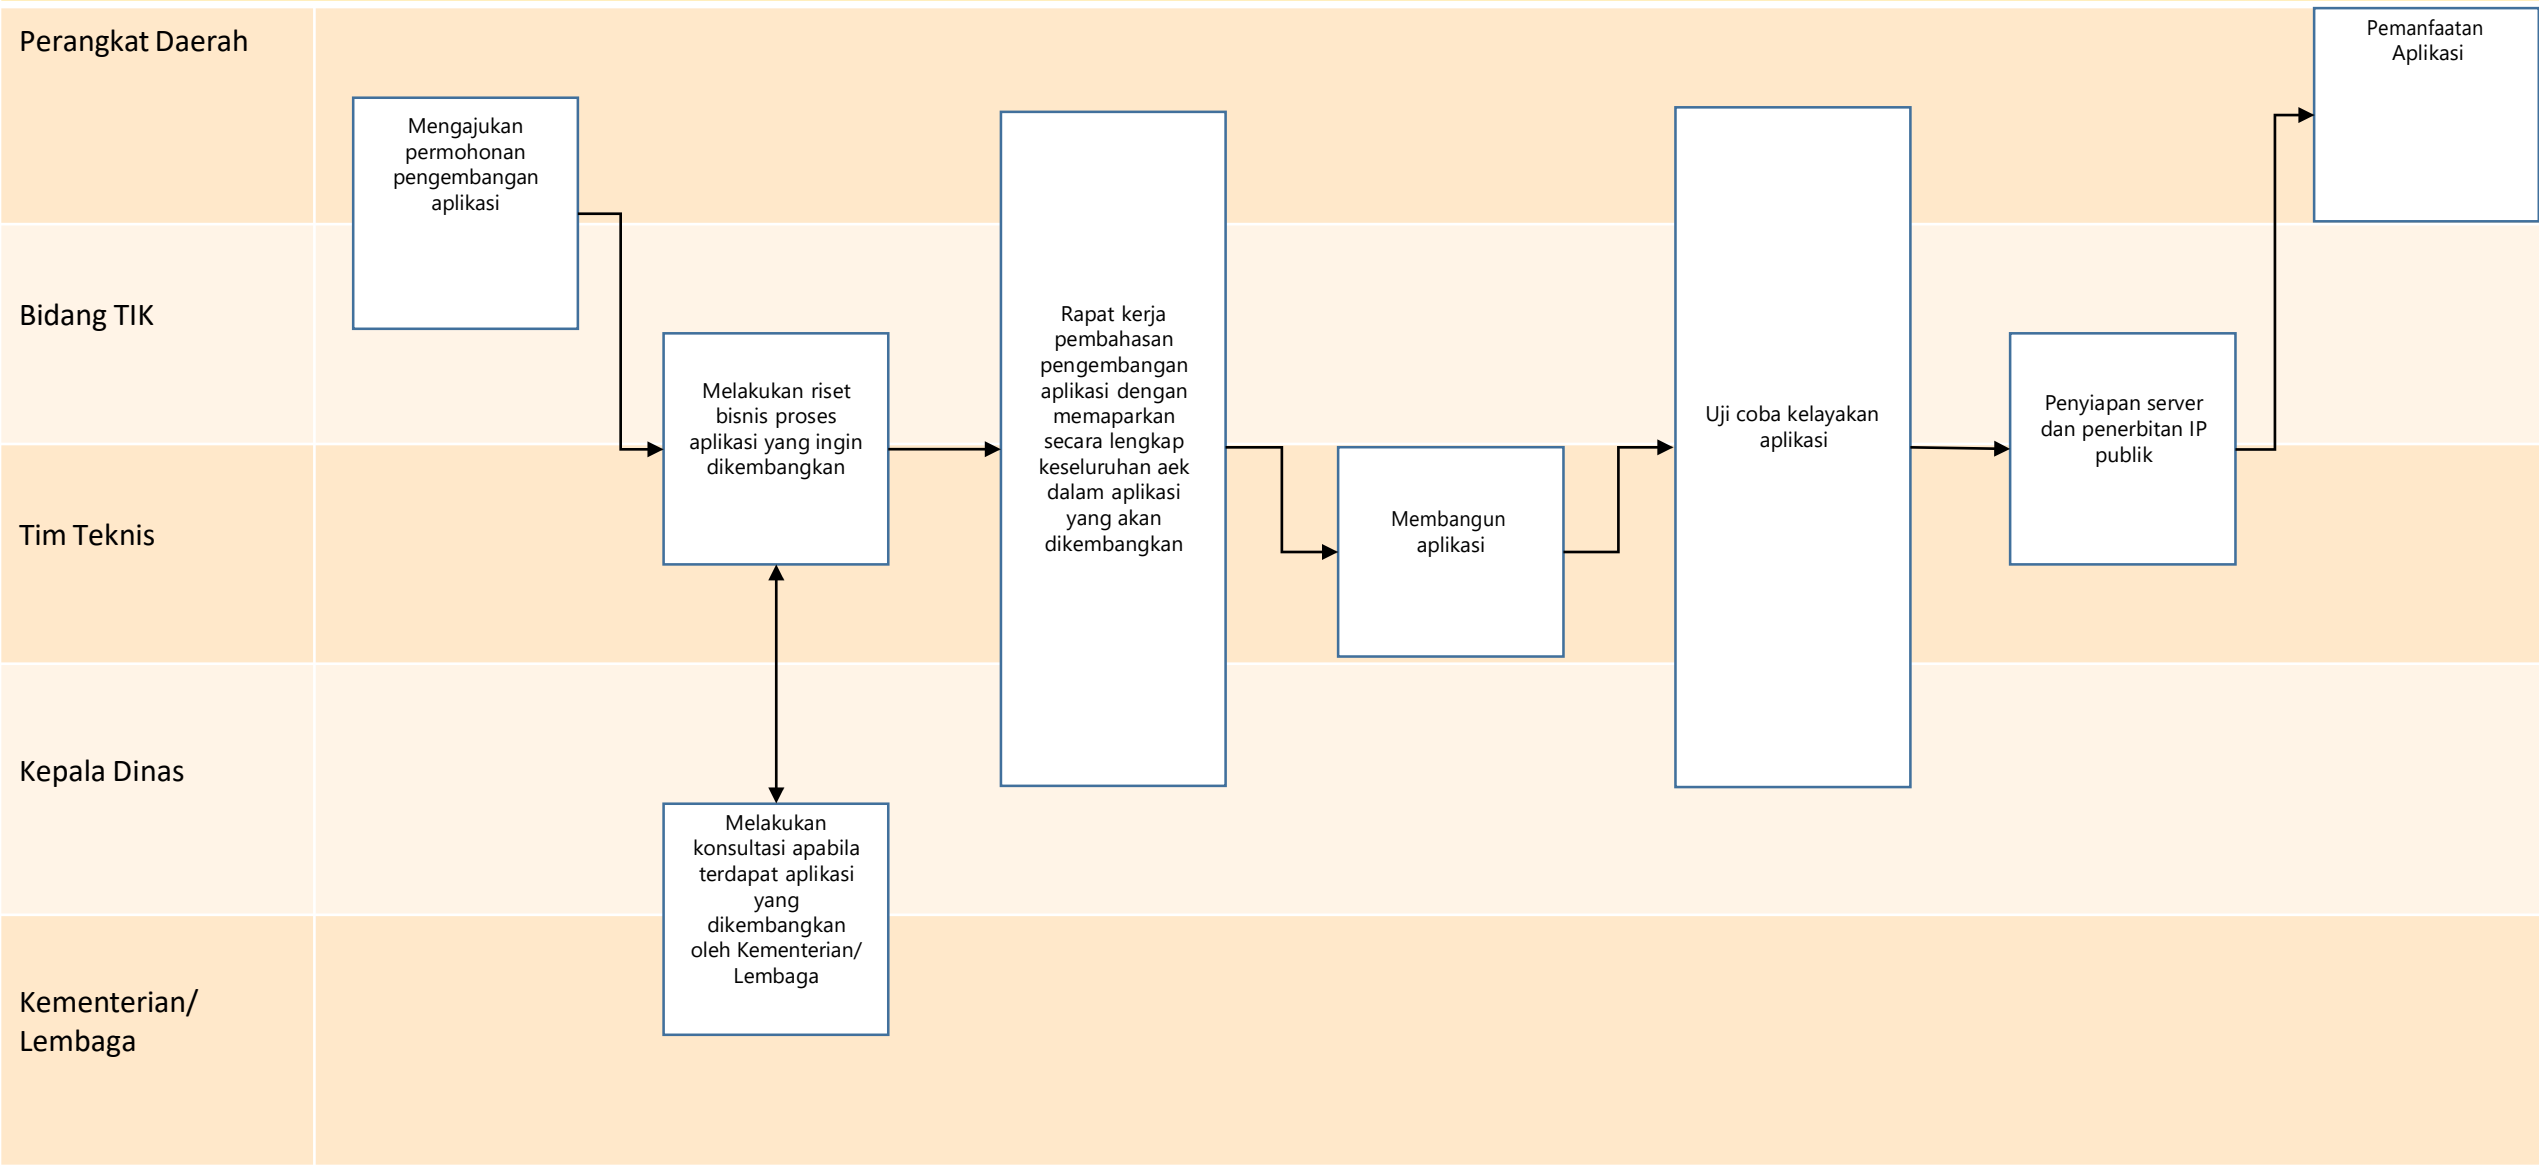 Perangkat Daerah
Pemanfaatan
Aplikasi
Mengajukan
permohonan
pengembangan
aplikasi
Bidang TIK
Melakukan riset
bisnis proses
aplikasi yang ingin
dikembangkan
Rapat kerja
pembahasan
pengembangan
aplikasi dengan
memaparkan
secara lengkap
keseluruhan aek
dalam aplikasi
yang akan
dikembangkan
Uji coba kelayakan
aplikasi
Penyiapan server
dan penerbitan IP
publik
Tim Teknis
Membangun
aplikasi
Kepala Dinas
Melakukan
konsultasi apabila
terdapat aplikasi
yang
dikembangkan
oleh Kementerian/
Lembaga
Kementerian/
Lembaga